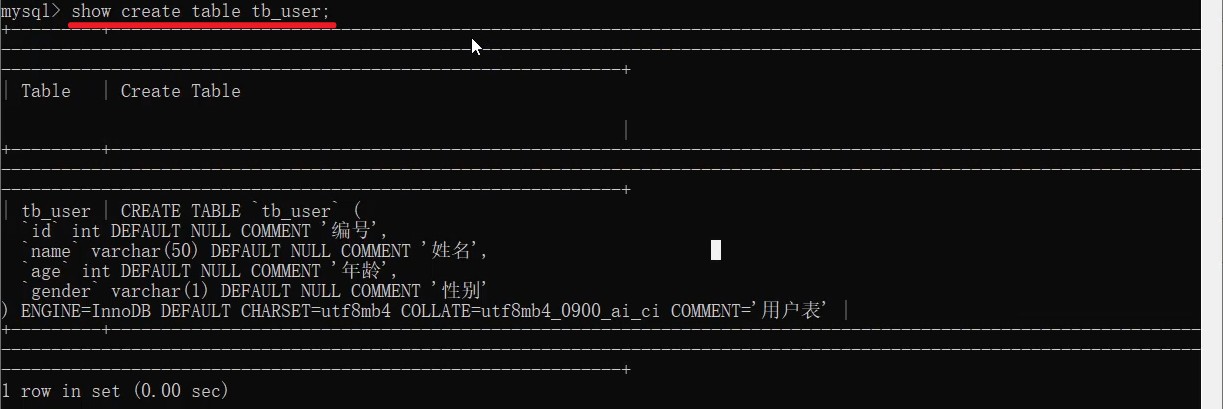 mysql> show create table tb_user;
| Table | Create Table
|
| tb_user | CREATE TABLE `tb_user` (
`id` int DEFAULT NULL COMMENT '编号',
`name` varchar(50) DEFAULT NULL COMMENT '姓名',
`age` int DEFAULT NULL COMMENT '年龄',
`gender` varchar(1) DEFAULT NULL COMMENT '性别'
) ENGINE=InnoDB DEFAULT CHARSET=utf8mb4 COLLATE=utf8mb4_0900_ai_ci COMMENT='用户表' |
1 row in set (0.00 sec)